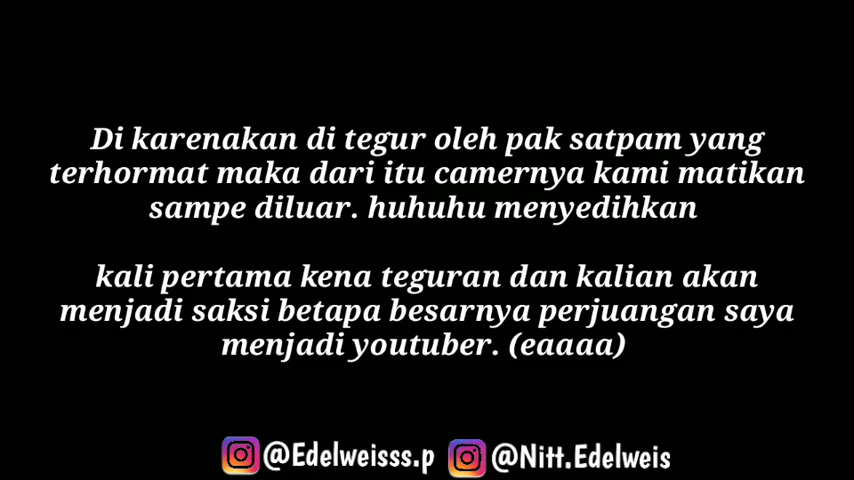 Di karenakan di tegur oleh pak satpam yang
terhormat maka dari itu camernya kami matikan
sampe diluar. huhuhu menyedihkan
kali pertama kena teguran dan kalian akan
menjadi saksi betapa besarnya perjuangan saya
menjadi youtuber. (eaaaa)
@Edelweisss.p @Nitt.Edelweis